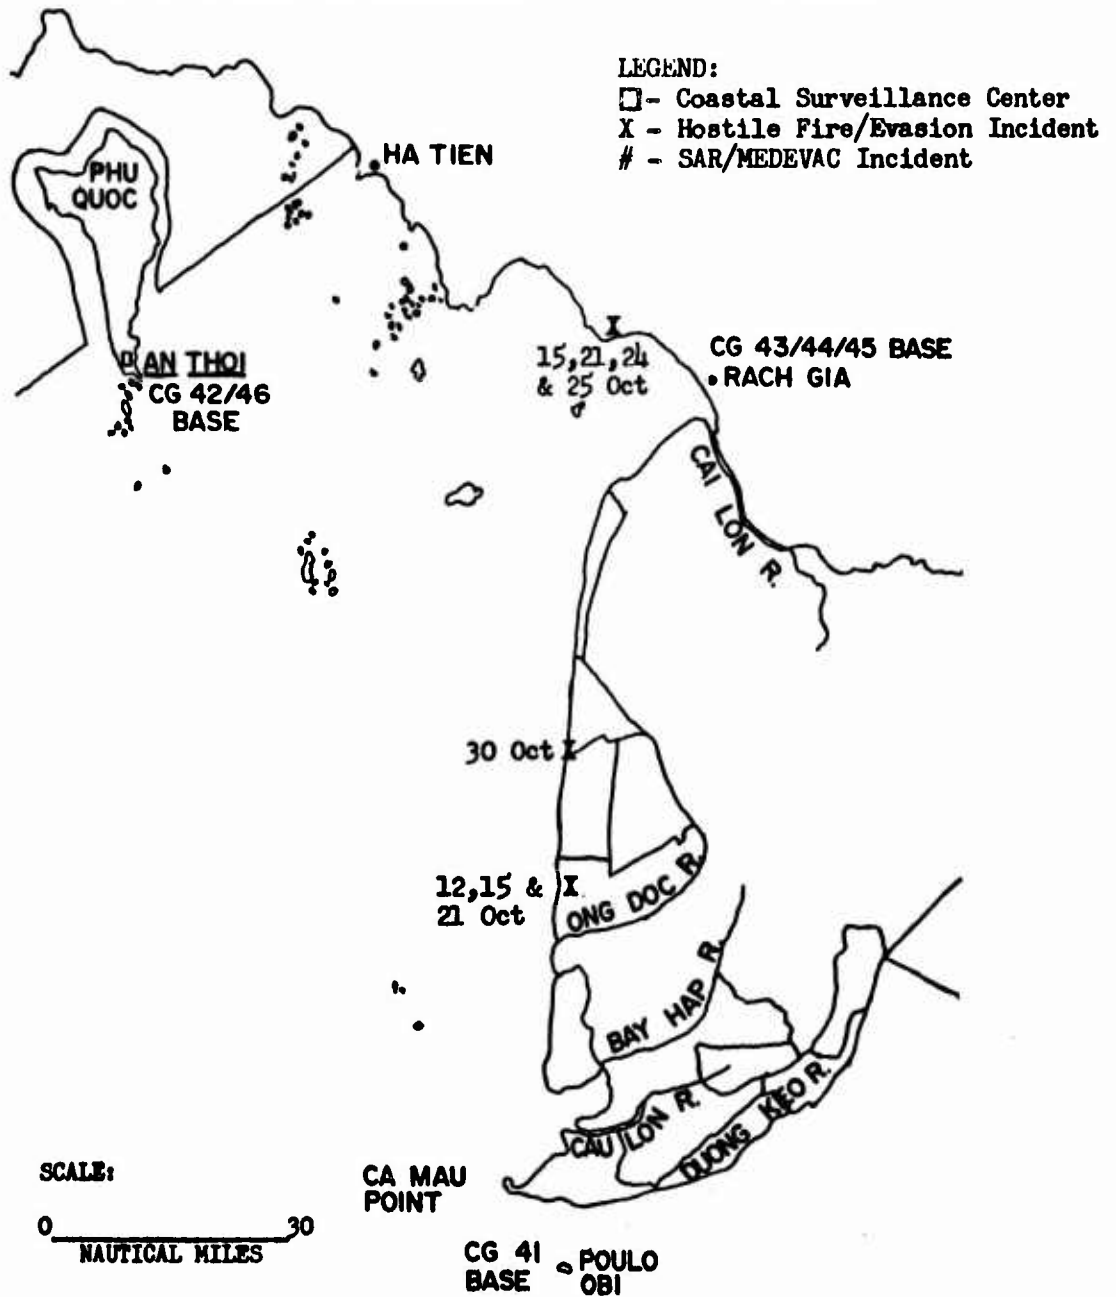 LEGEND:
□ - Coastal Surveillance Center
X - Hostile Fire/Evasion Incident
# - SAR/MEDEVAC Incident
HA TIEN
PHU
QUOC
AN THOI
CG 42/46
BASE
X
15,21,24
& 25 Oct
CG 43/44/45 BASE
RACH GIA
CAI LON R.
30 Oct X
12,15 & X
21 Oct
ONG DOC R.
BAY HAP R.
CAU LON R.
DUONG KEO R.
SCALE:
0 30
NAUTICAL MILES
CA MAU
POINT
CG 41
BASE
POULO
OBI